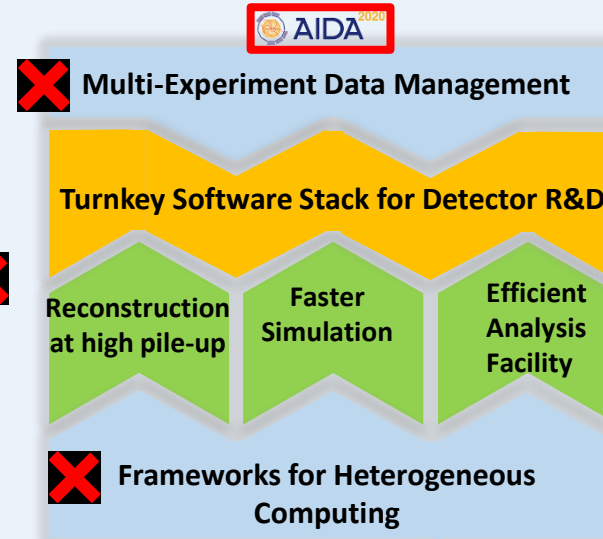 AIDA 2020
Multi-Experiment Data Management
Turnkey Software Stack for Detector R&D
Reconstruction
at high pile-up
Faster
Simulation
Efficient
Analysis
Facility
Frameworks for Heterogeneous
Computing